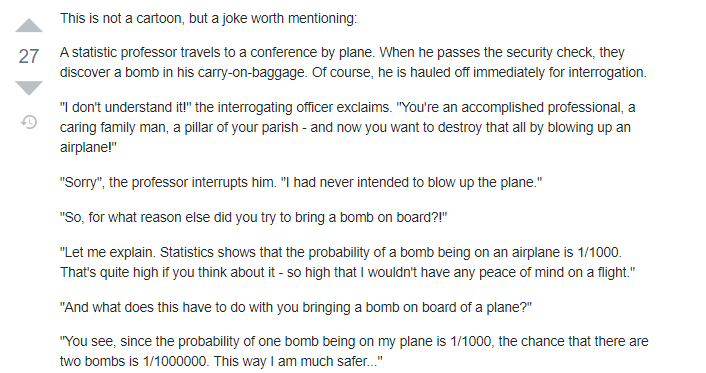 This is not a cartoon, but a joke worth mentioning:
27
A statistic professor travels to a conference by plane. When he passes the security check, they
discover a bomb in his carry-on-baggage. Of course, he is hauled off immediately for interrogation.
"I don't understand it!" the interrogating officer exclaims. "You're an accomplished professional, a
caring family man, a pillar of your parish - and now you want to destroy that all by blowing up an
airplane!"
"Sorry", the professor interrupts him. "I had never intended to blow up the plane."
"So, for what reason else did you try to bring a bomb on board?!"
"Let me explain. Statistics shows that the probability of a bomb being on an airplane is 1/1000.
That's quite high if you think about it - so high that I wouldn't have any peace of mind on a flight."
"And what does this have to do with you bringing a bomb on board of a plane?"
"You see, since the probability of one bomb being on my plane is 1/1000, the chance that there are
two bombs is 1/1000000. This way I am much safer..."